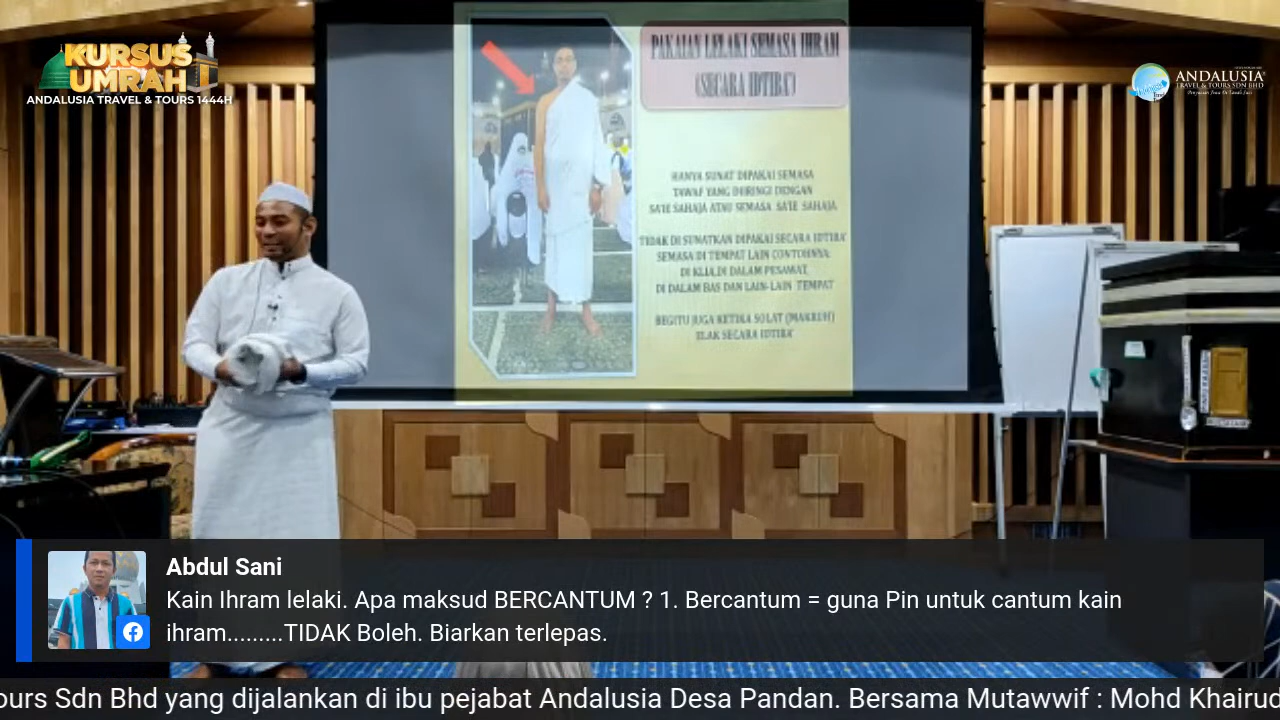 KURSUS
UMRAH
ANDALUSIA TRAVEL & TOURS 1444H
ANDALUSIA
TRAVEL & TOURS SDN BHD
PAKAIAN LELAKI SEMASA IHRAM
(SECARA IDTIBA')
HANYA SUNAT DIPAKAI SEMASA
TAWAF YANG DIIRINGI DENGAN
SA'IE SAHAJA ATAU SEMASA SA'IE SAHAJA
TIDAK DI SUNATKAN DIPAKAI SECARA IDTIBA'
SEMASA DI TEMPAT LAIN CONTOHNYA:
DI KLIA,DI DALAM PESAWAT,
DI DALAM BAS DAN LAIN-LAIN TEMPAT
BEGITU JUGA KETIKA SOLAT (MAKRUH)
ELAK SECARA IDTIBA'
Abdul Sani
Kain Ihram lelaki. Apa maksud BERCANTUM ? 1. Bercantum = guna Pin untuk cantum kain
ihram.........TIDAK Boleh. Biarkan terlepas.
ours Sdn Bhd yang dijalankan di ibu pejabat Andalusia Desa Pandan. Bersama Mutawwif : Mohd Khairud